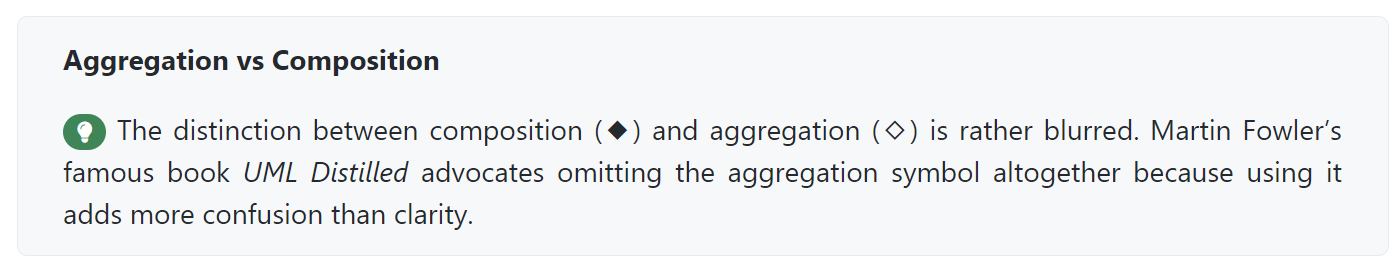 Aggregation vs Composition
The distinction between composition (◆) and aggregation (◇) is rather blurred. Martin Fowler’s
famous book UML Distilled advocates omitting the aggregation symbol altogether because using it
adds more confusion than clarity.